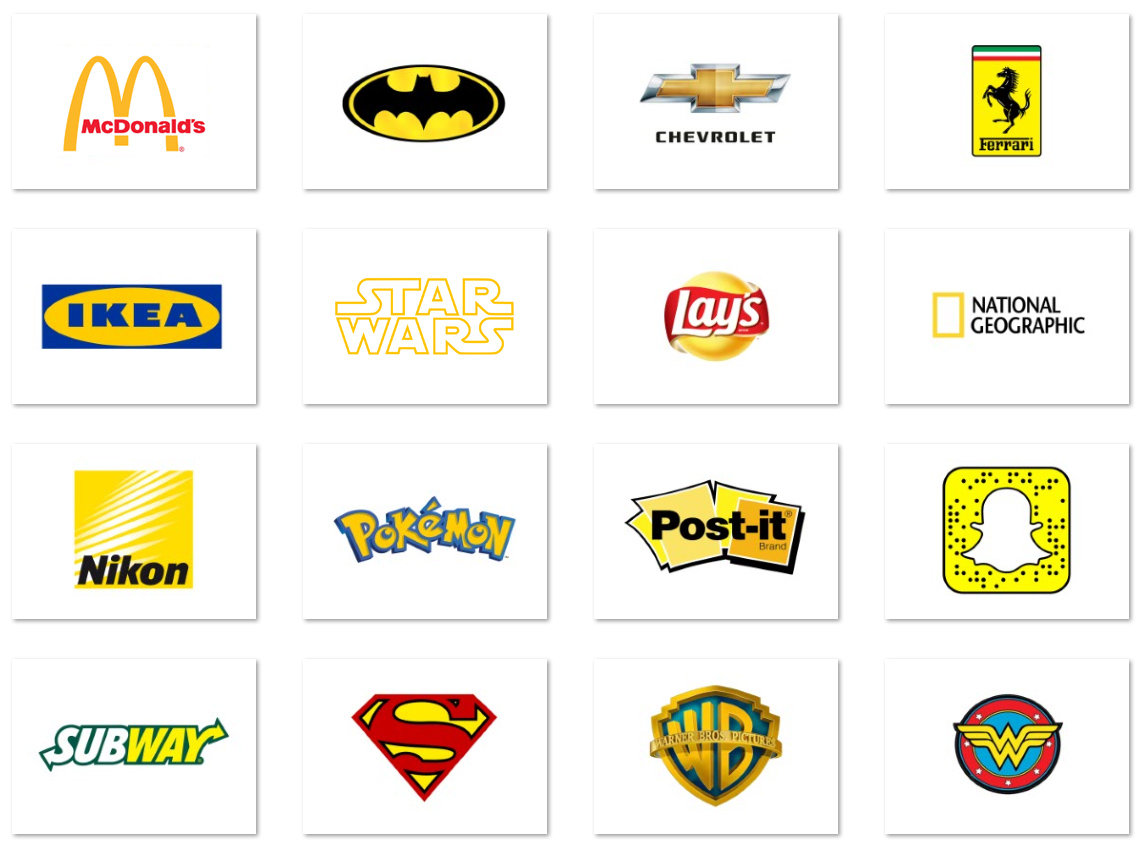 McDonald's
CHEVROLET
Ferrari
IKEA
STAR
WARS
Lay's
NATIONAL
GEOGRAPHIC
Nikon
POKéMON
Post-it®
Brand
SUBWAY
S
WB
WARNER BROS PICTURES
W